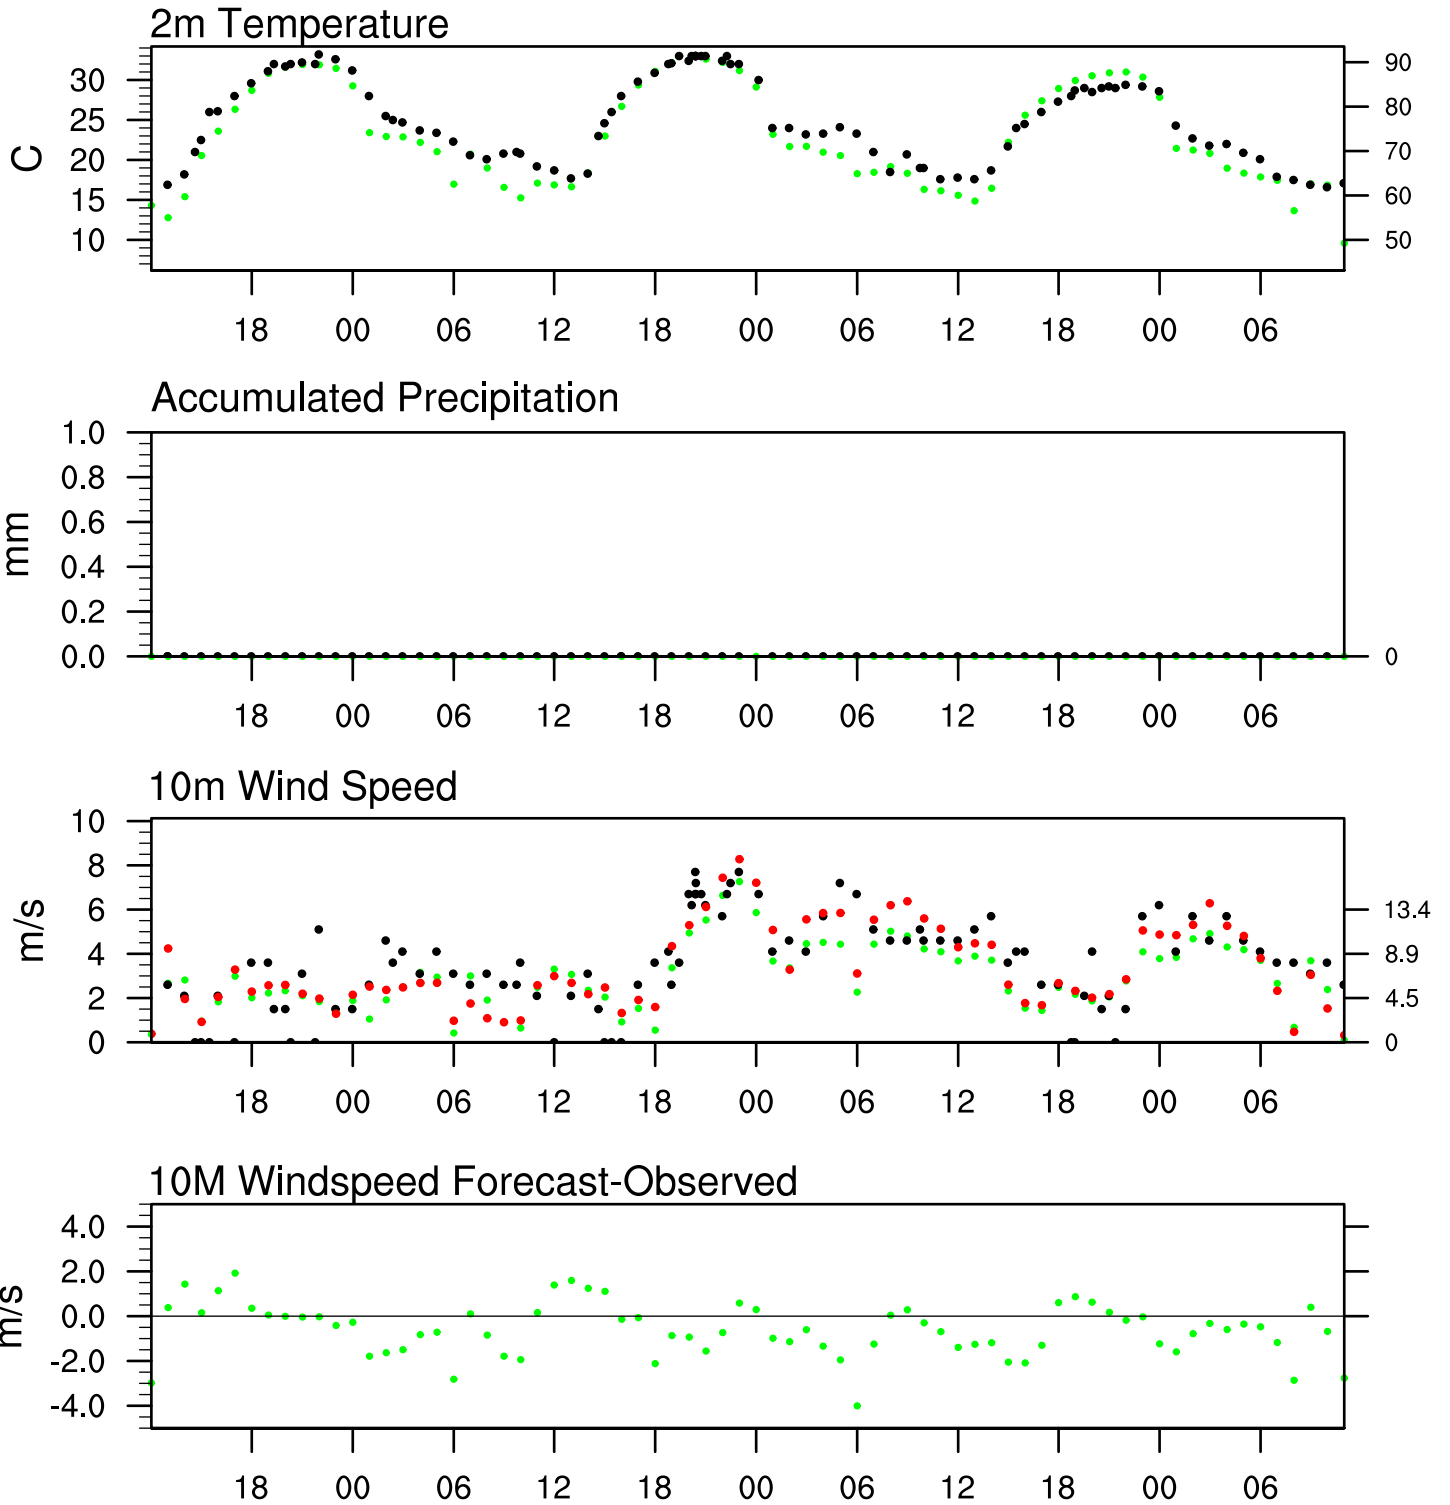 2m Temperature
30
25
20
15
10
C
90
80
70
60
50
18 00 06 12 18 00 06 12 18 00 06
Accumulated Precipitation
1.0
0.8
0.6
0.4
0.2
0.0
mm
0
18 00 06 12 18 00 06 12 18 00 06
10m Wind Speed
10
8
6
4
2
0
m/s
13.4
8.9
4.5
0
18 00 06 12 18 00 06 12 18 00 06
10M Windspeed Forecast-Observed
4.0
2.0
0.0
-2.0
-4.0
m/s
18 00 06 12 18 00 06 12 18 00 06